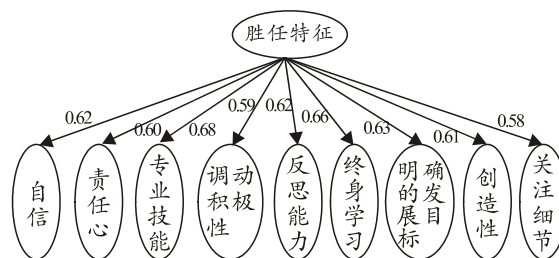 胜任特征
0.62
0.60
0.68
0.59
0.62
0.66
0.63
0.61
0.58
自信
责任心
专业技能
调动积极性
反思能力
终身学习
明确的发展目标
创造性
关注细节